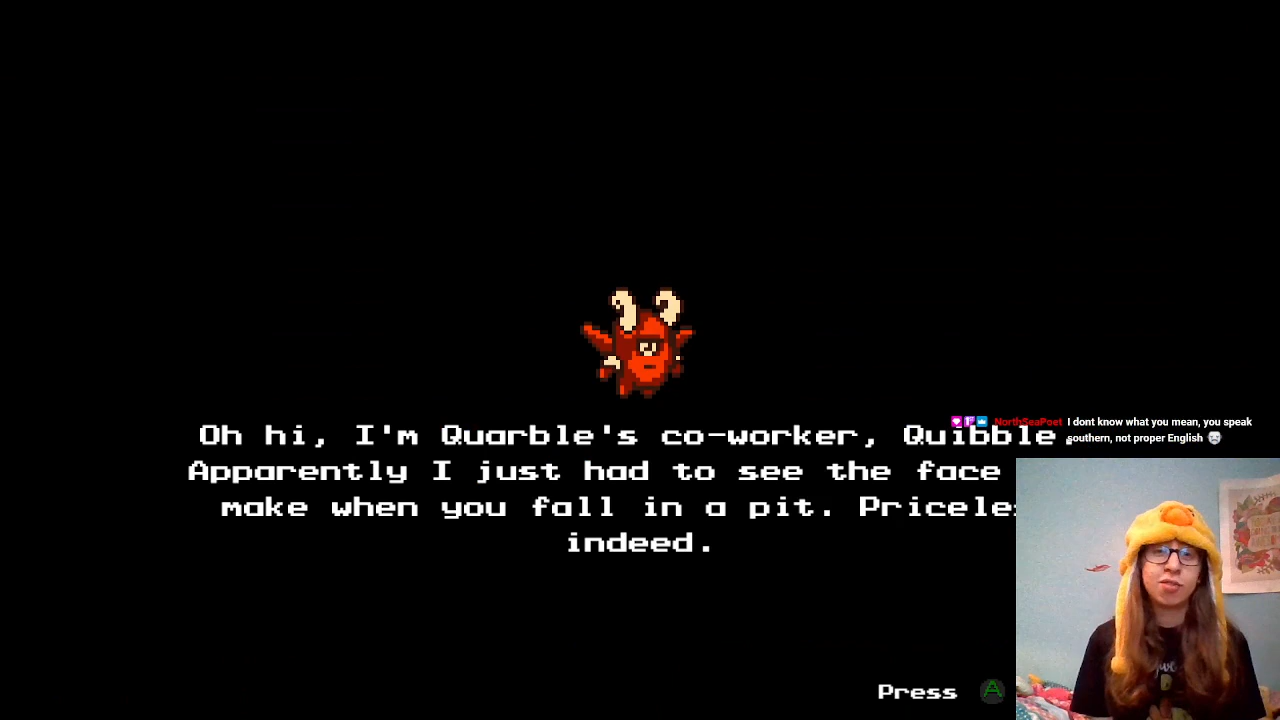 Oh hi, I'm Quarble's co-worker, Quibble.
Apparently I just had to see the face
make when you fall in a pit.
indeed.
Press A
NorthSeaPoet I dont know what you mean, you speak
southern, not proper English